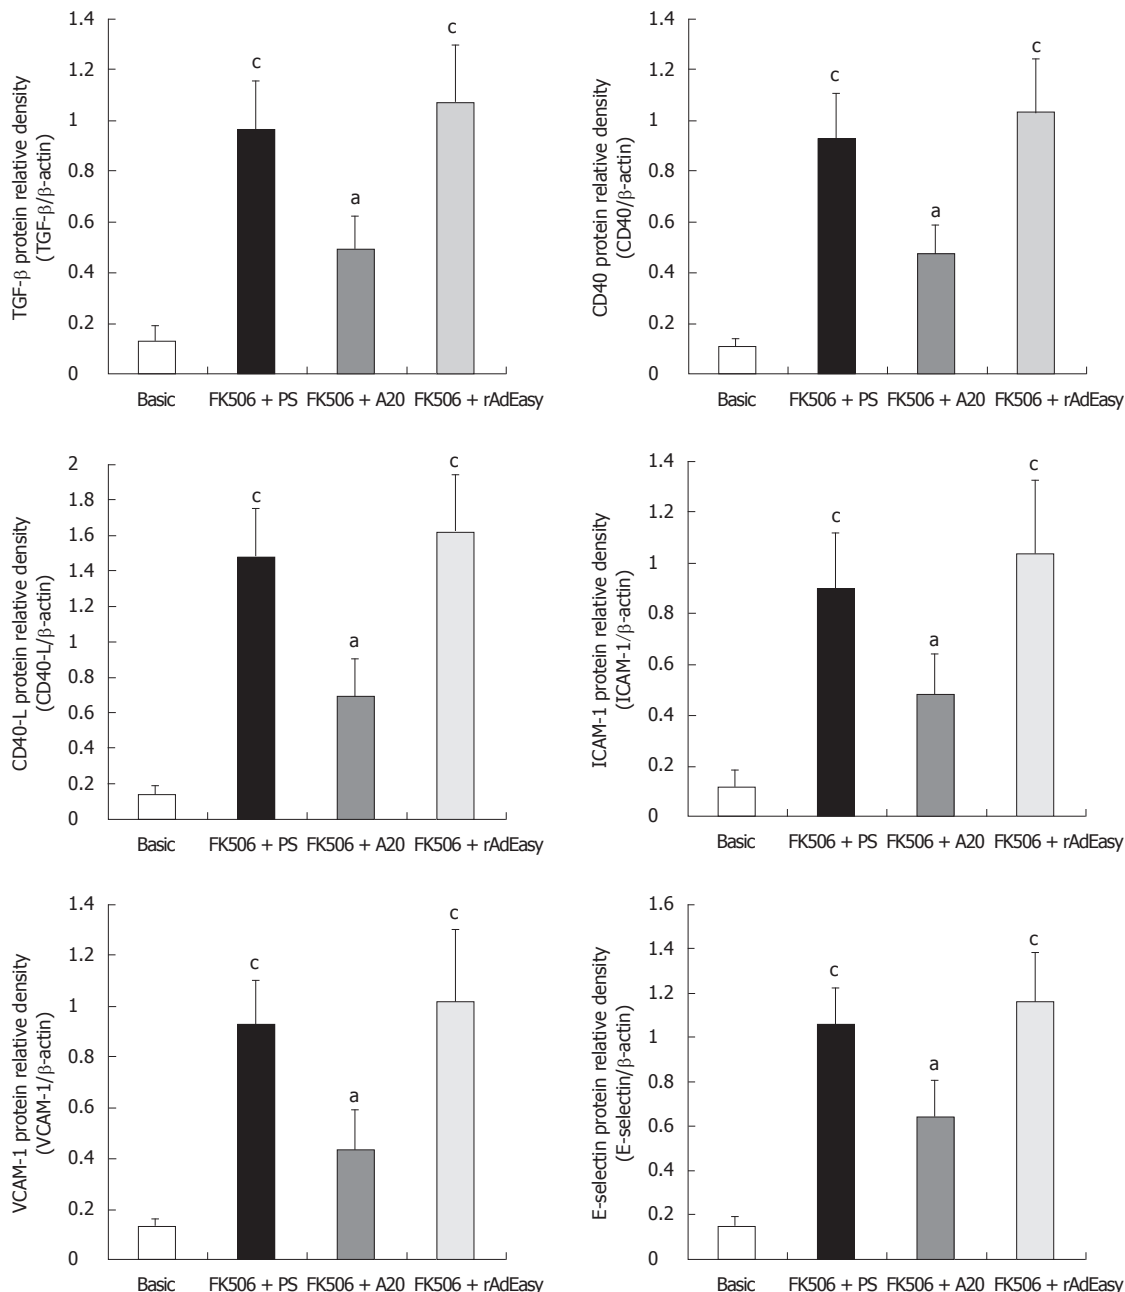 TGF-β protein relative density
(TGF-β/β-actin)
1.4
1.2
1
0.8
0.6
0.4
0.2
0
c
a
c
Basic FK506 + PS FK506 + A20 FK506 + rAdEasy
CD40 protein relative density
(CD40/β-actin)
1.4
1.2
1
0.8
0.6
0.4
0.2
0
c
a
c
Basic FK506 + PS FK506 + A20 FK506 + rAdEasy
CD40-L protein relative density
(CD40-L/β-actin)
2
1.8
1.6
1.4
1.2
1
0.8
0.6
0.4
0.2
0
c
a
c
Basic FK506 + PS FK506 + A20 FK506 + rAdEasy
ICAM-1 protein relative density
(ICAM-1/β-actin)
1.4
1.2
1
0.8
0.6
0.4
0.2
0
c
a
c
Basic FK506 + PS FK506 + A20 FK506 + rAdEasy
VCAM-1 protein relative density
(VCAM-1/β-actin)
1.4
1.2
1
0.8
0.6
0.4
0.2
0
c
a
c
Basic FK506 + PS FK506 + A20 FK506 + rAdEasy
E-selectin protein relative density
(E-selectin/β-actin)
1.6
1.4
1.2
1
0.8
0.6
0.4
0.2
0
c
a
c
Basic FK506 + PS FK506 + A20 FK506 + rAdEasy